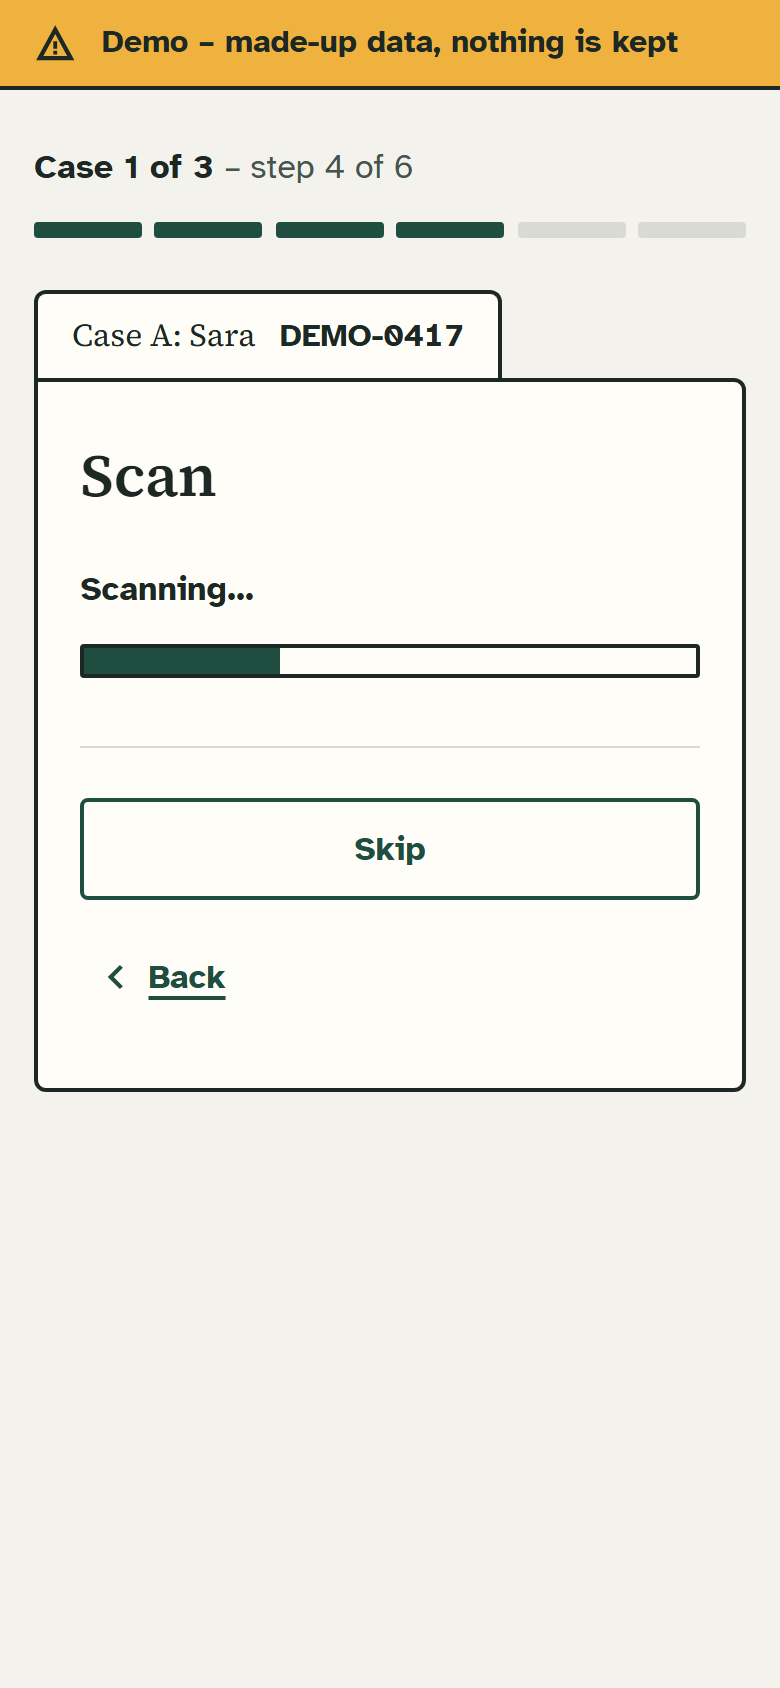 Demo – made-up data, nothing is kept
Case 1 of 3 – step 4 of 6
Case A: Sara DEMO-0417
Scan
Scanning...
Skip
Back